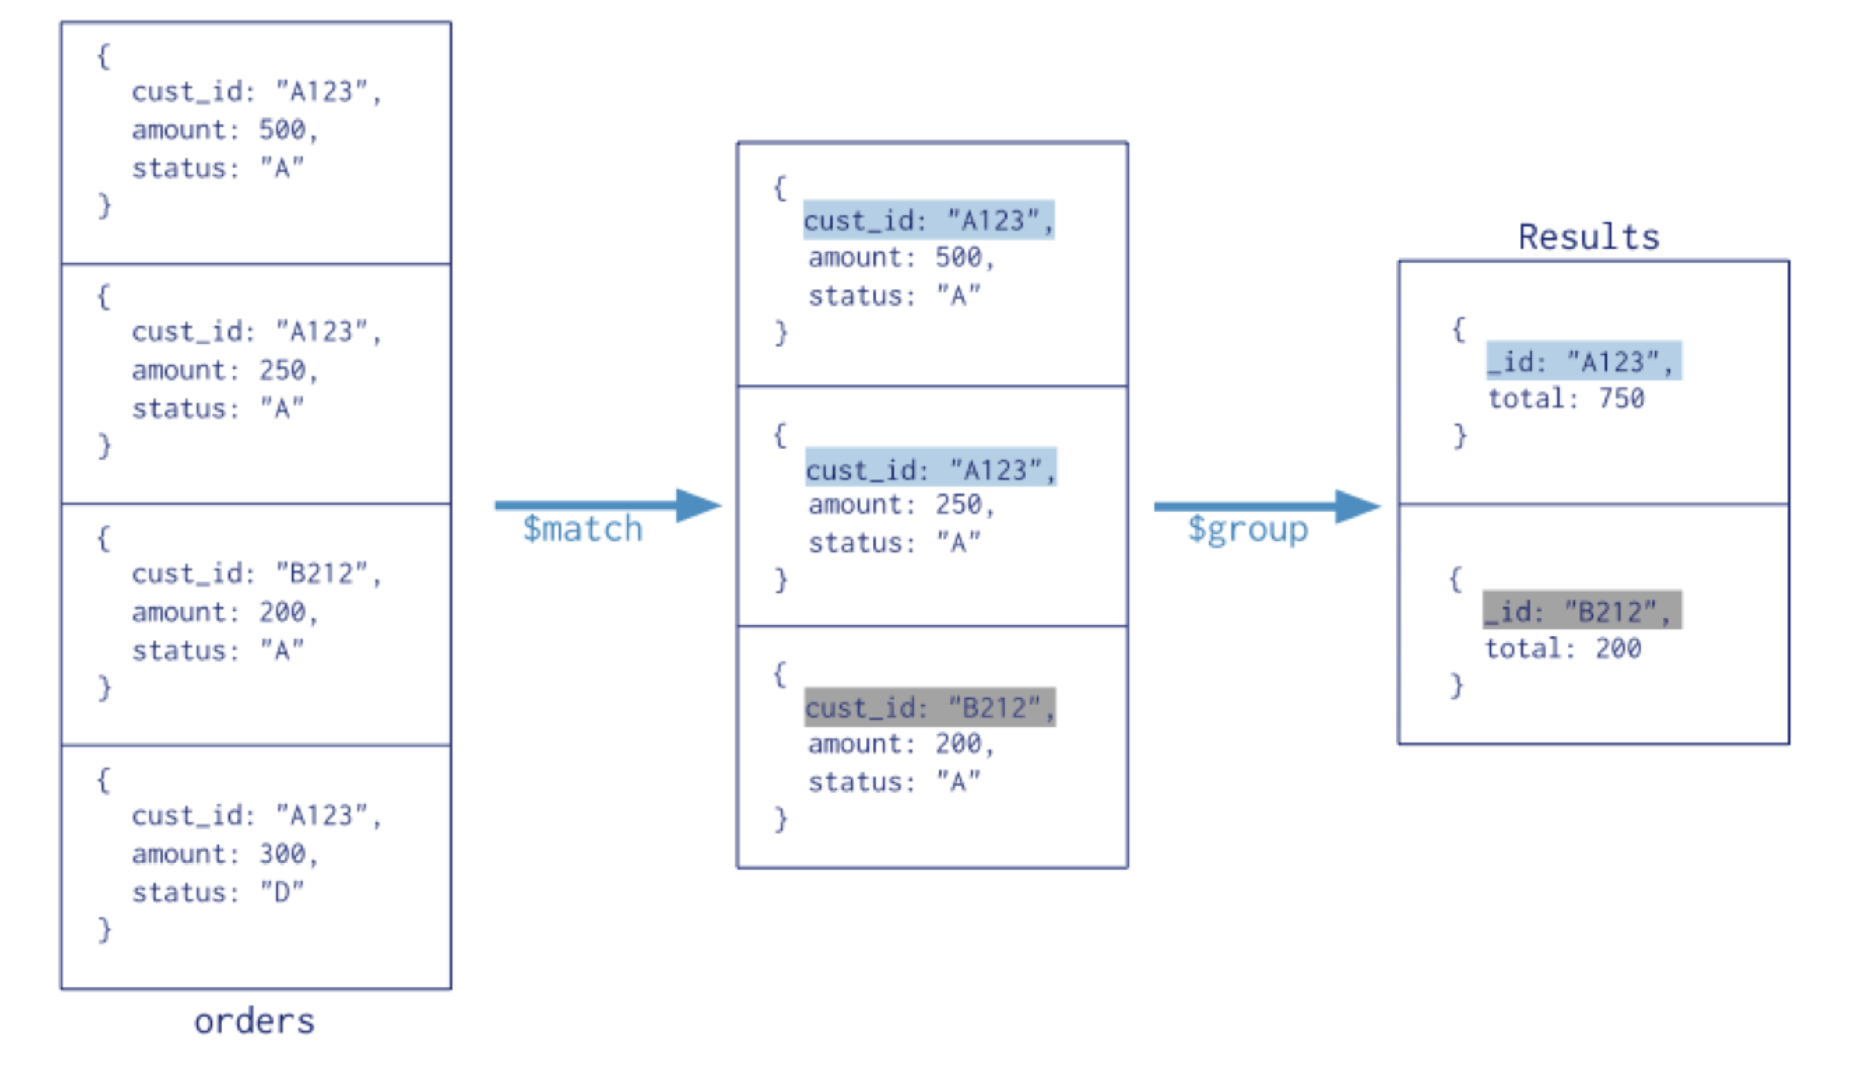 {
cust_id: "A123",
amount: 500,
status: "A"
}
{
cust_id: "A123",
amount: 250,
status: "A"
}
{
cust_id: "B212",
amount: 200,
status: "A"
}
{
cust_id: "A123",
amount: 300,
status: "D"
}
orders
$match
{
cust_id: "A123",
amount: 500,
status: "A"
}
{
cust_id: "A123",
amount: 250,
status: "A"
}
{
cust_id: "B212",
amount: 200,
status: "A"
}
$group
Results
{
_id: "A123",
total: 750
}
{
_id: "B212",
total: 200
}